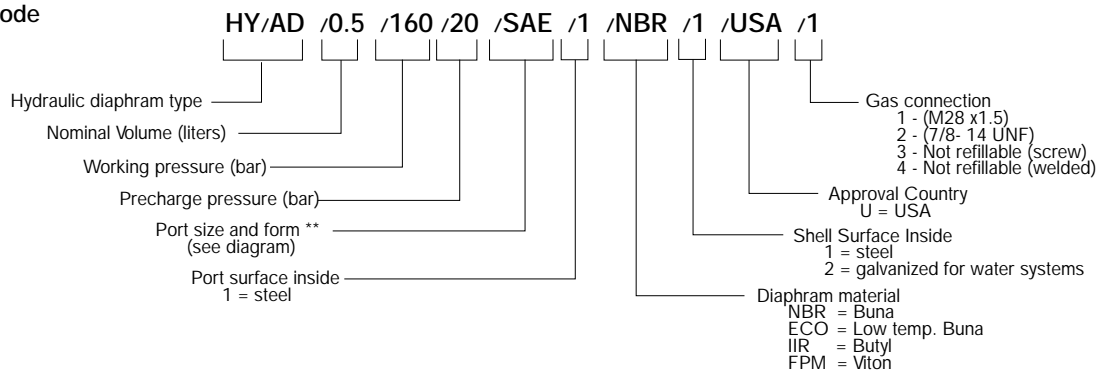 ode
HY/AD /0.5 /160 /20 /SAE /1 /NBR /1 /USA /1
Hydraulic diaphram type
Nominal Volume (liters)
Working pressure (bar)
Precharge pressure (bar)
Port size and form **
(see diagram)
Port surface inside
1 = steel
Gas connection
1 - (M28 x1.5)
2 - (7/8- 14 UNF)
3 - Not refillable (screw)
4 - Not refillable (welded)
Approval Country
U = USA
Shell Surface Inside
1 = steel
2 = galvanized for water systems
Diaphram material
NBR = Buna
ECO = Low temp. Buna
IIR = Butyl
FPM = Viton